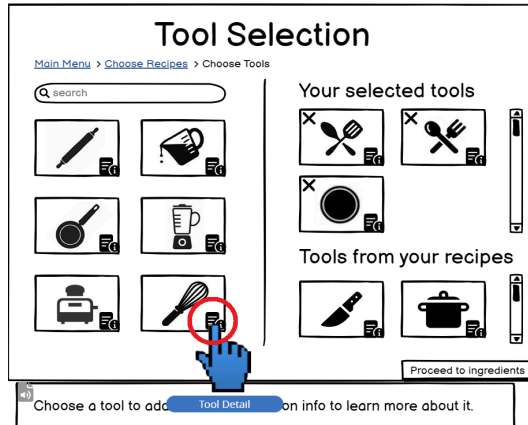 Tool Selection
Main Menu > Choose Recipes > Choose Tools
search
Your selected tools
Tools from your recipes
Proceed to ingredients
Choose a tool to add
Tool Detail
on info to learn more about it.